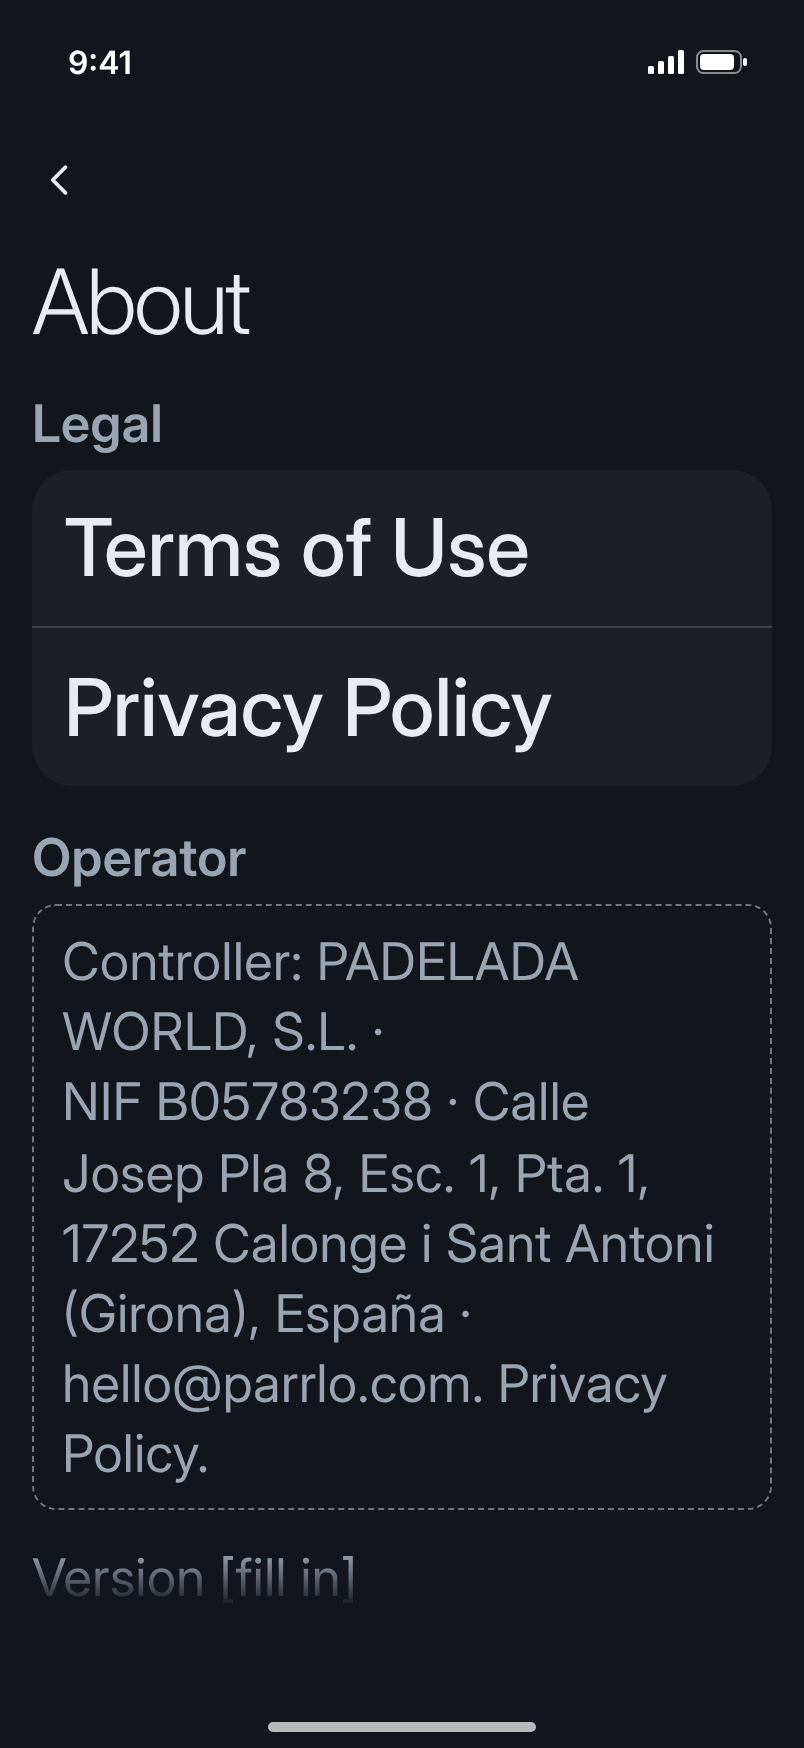 9:41
About
Legal
Terms of Use
Privacy Policy
Operator
Controller: PADELADA
WORLD, S.L. ·
NIF B05783238 · Calle
Josep Pla 8, Esc. 1, Pta. 1,
17252 Calonge i Sant Antoni
(Girona), España ·
hello@parrlo.com. Privacy
Policy.
Version [fill in]